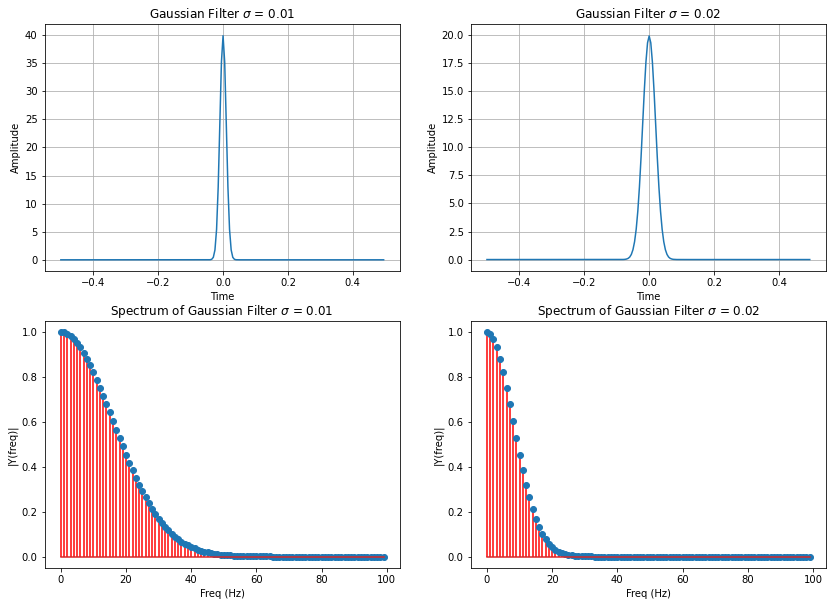 Gaussian Filter σ = 0.01
40
35
30
25
20
15
10
5
0
Amplitude
−0.4 −0.2 0.0 0.2 0.4
Time
Gaussian Filter σ = 0.02
20.0
17.5
15.0
12.5
10.0
7.5
5.0
2.5
0.0
Amplitude
−0.4 −0.2 0.0 0.2 0.4
Time
Spectrum of Gaussian Filter σ = 0.01
1.0
0.8
0.6
0.4
0.2
0.0
|Y(freq)|
0 20 40 60 80 100
Freq (Hz)
Spectrum of Gaussian Filter σ = 0.02
1.0
0.8
0.6
0.4
0.2
0.0
|Y(freq)|
0 20 40 60 80 100
Freq (Hz)